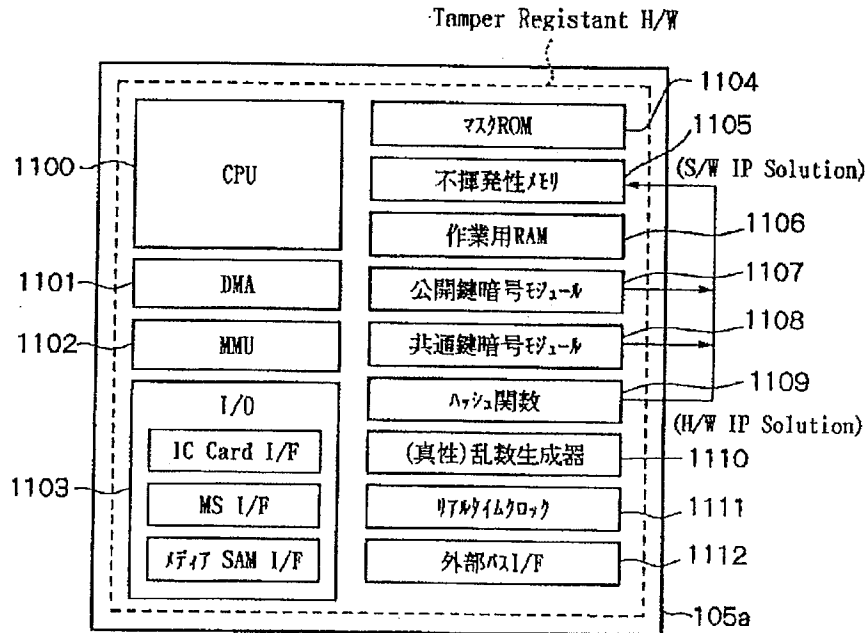 Tamper Registant H/W
1104
マスクROM
1105
1100
CPU
不揮発性メモリ
(S/W IP Solution)
作業用RAM
1106
1101
DMA
公開鍵暗号モジュール
1107
1102
MMU
共通鍵暗号モジュール
1108
I/O
ハッシュ関数
1109
(H/W IP Solution)
IC Card I/F
(真性)乱数生成器
1110
1103
MS I/F
リアルタイムクロック
1111
メディア SAM I/F
外部バスI/F
1112
105a